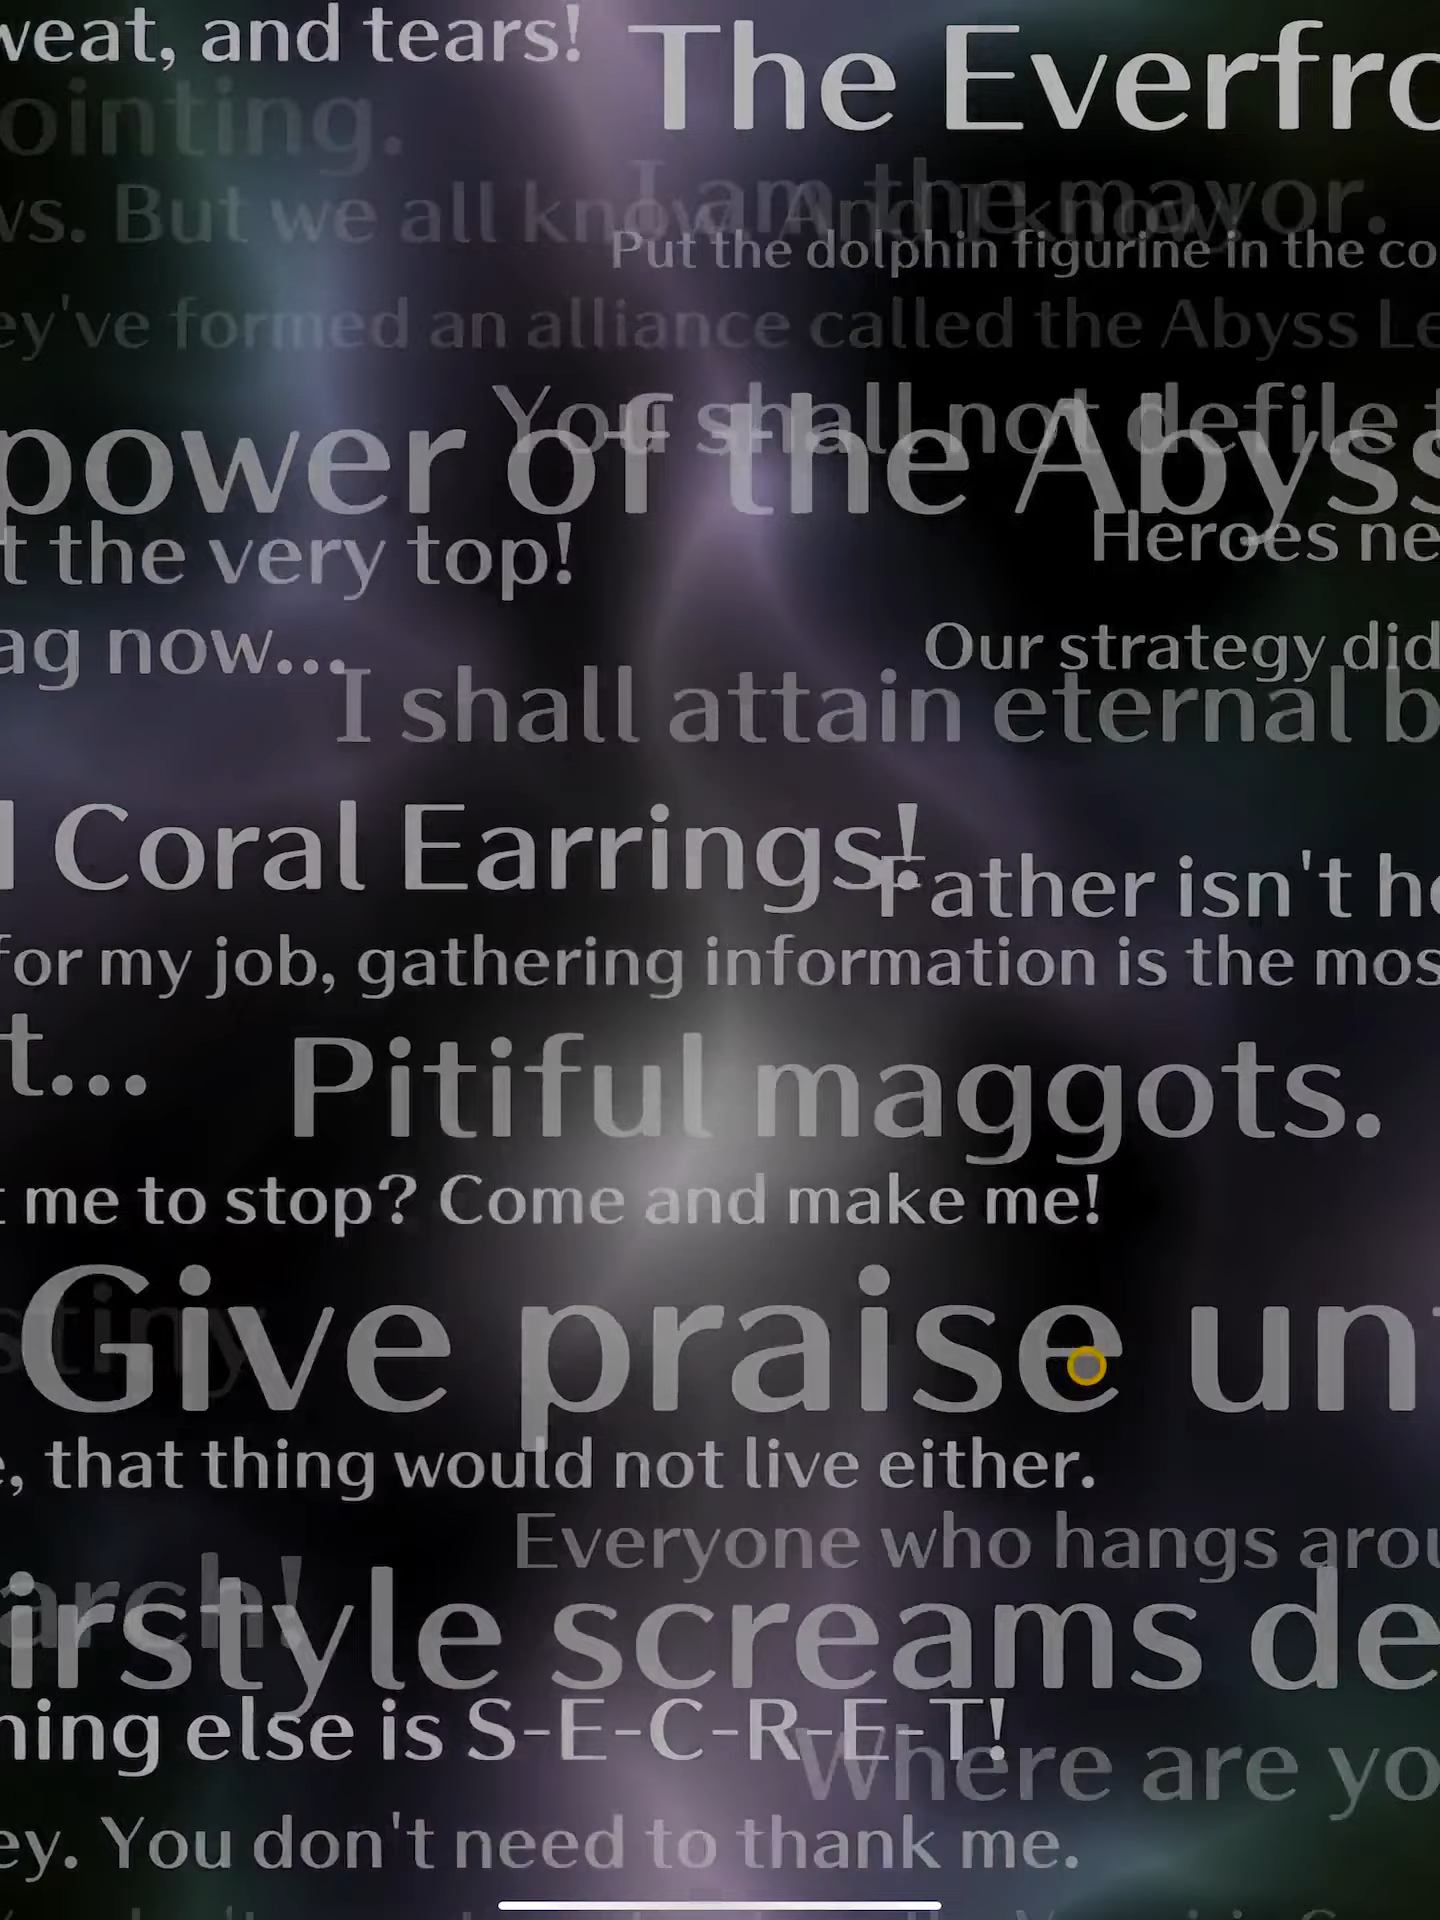 weat, and tears!
The Everfro
ointing.
I am the mayor.
ws. But we all know. And I know
Put the dolphin figurine in the co
ey've formed an alliance called the Abyss Le
You shall not defile t
power of the Abyss
t the very top!
Heroes ne
ag now...
Our strategy did
I shall attain eternal b
l Coral Earrings!
Father isn't he
for my job, gathering information is the mos
t...
Pitiful maggots.
t me to stop? Come and make me!
stiny
Give praise un
e, that thing would not live either.
Everyone who hangs arou
arch!
irstyle screams de
hing else is S-E-C-R-E-T!
Where are yo
ey. You don't need to thank me.